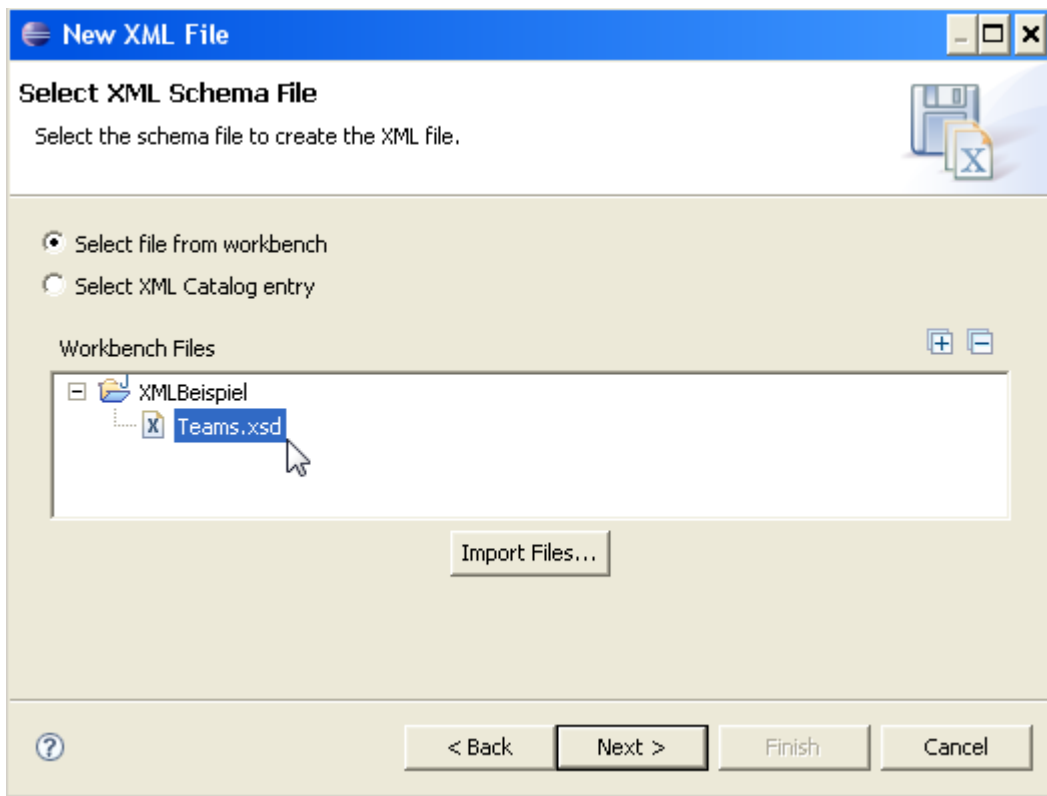 New XML File
Select XML Schema File
Select the schema file to create the XML file.
X
Select file from workbench
Select XML Catalog entry
Workbench Files
XMLBeispiel
X Teams.xsd
Import Files...
?
< Back
Next >
Finish
Cancel